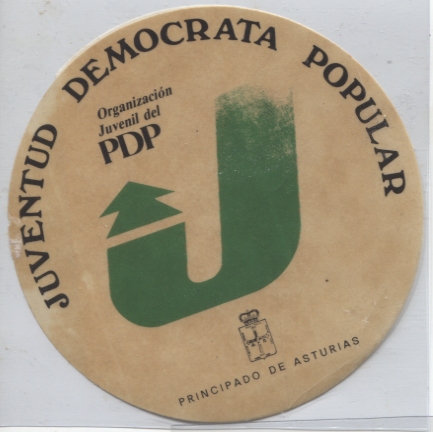 JUVENTUD DEMOCRATA POPULAR
Organización
Juvenil del
PDP
J
PRINCIPADO DE ASTURIAS